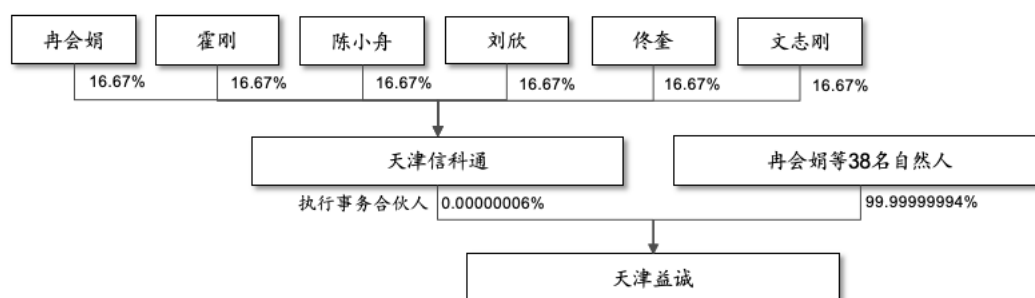 冉会娟 霍刚 陈小舟 刘欣 佟奎 文志刚
16.67% 16.67% 16.67% 16.67% 16.67% 16.67%
天津信科通 冉会娟等38名自然人
执行事务合伙人 0.00000006% 99.99999994%
天津益诚